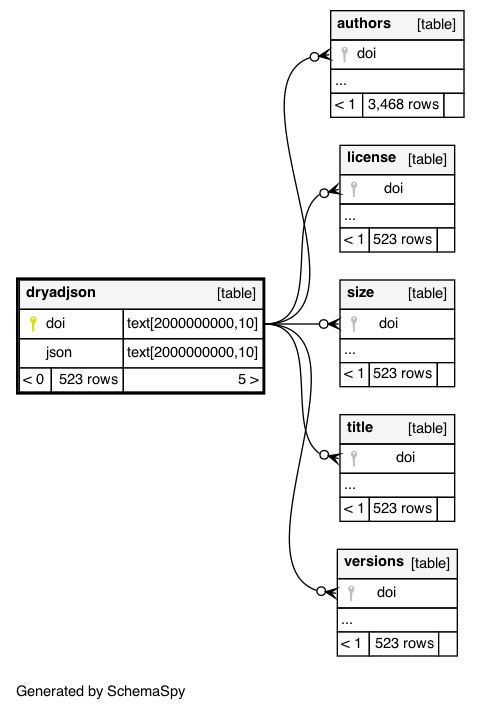 authors [table]
doi
...
< 1 3,468 rows
license [table]
doi
...
< 1 523 rows
dryadjson [table]
doi text[2000000000,10]
json text[2000000000,10]
< 0 523 rows 5 >
size [table]
doi
...
< 1 523 rows
title [table]
doi
...
< 1 523 rows
versions [table]
doi
...
< 1 523 rows
Generated by SchemaSpy